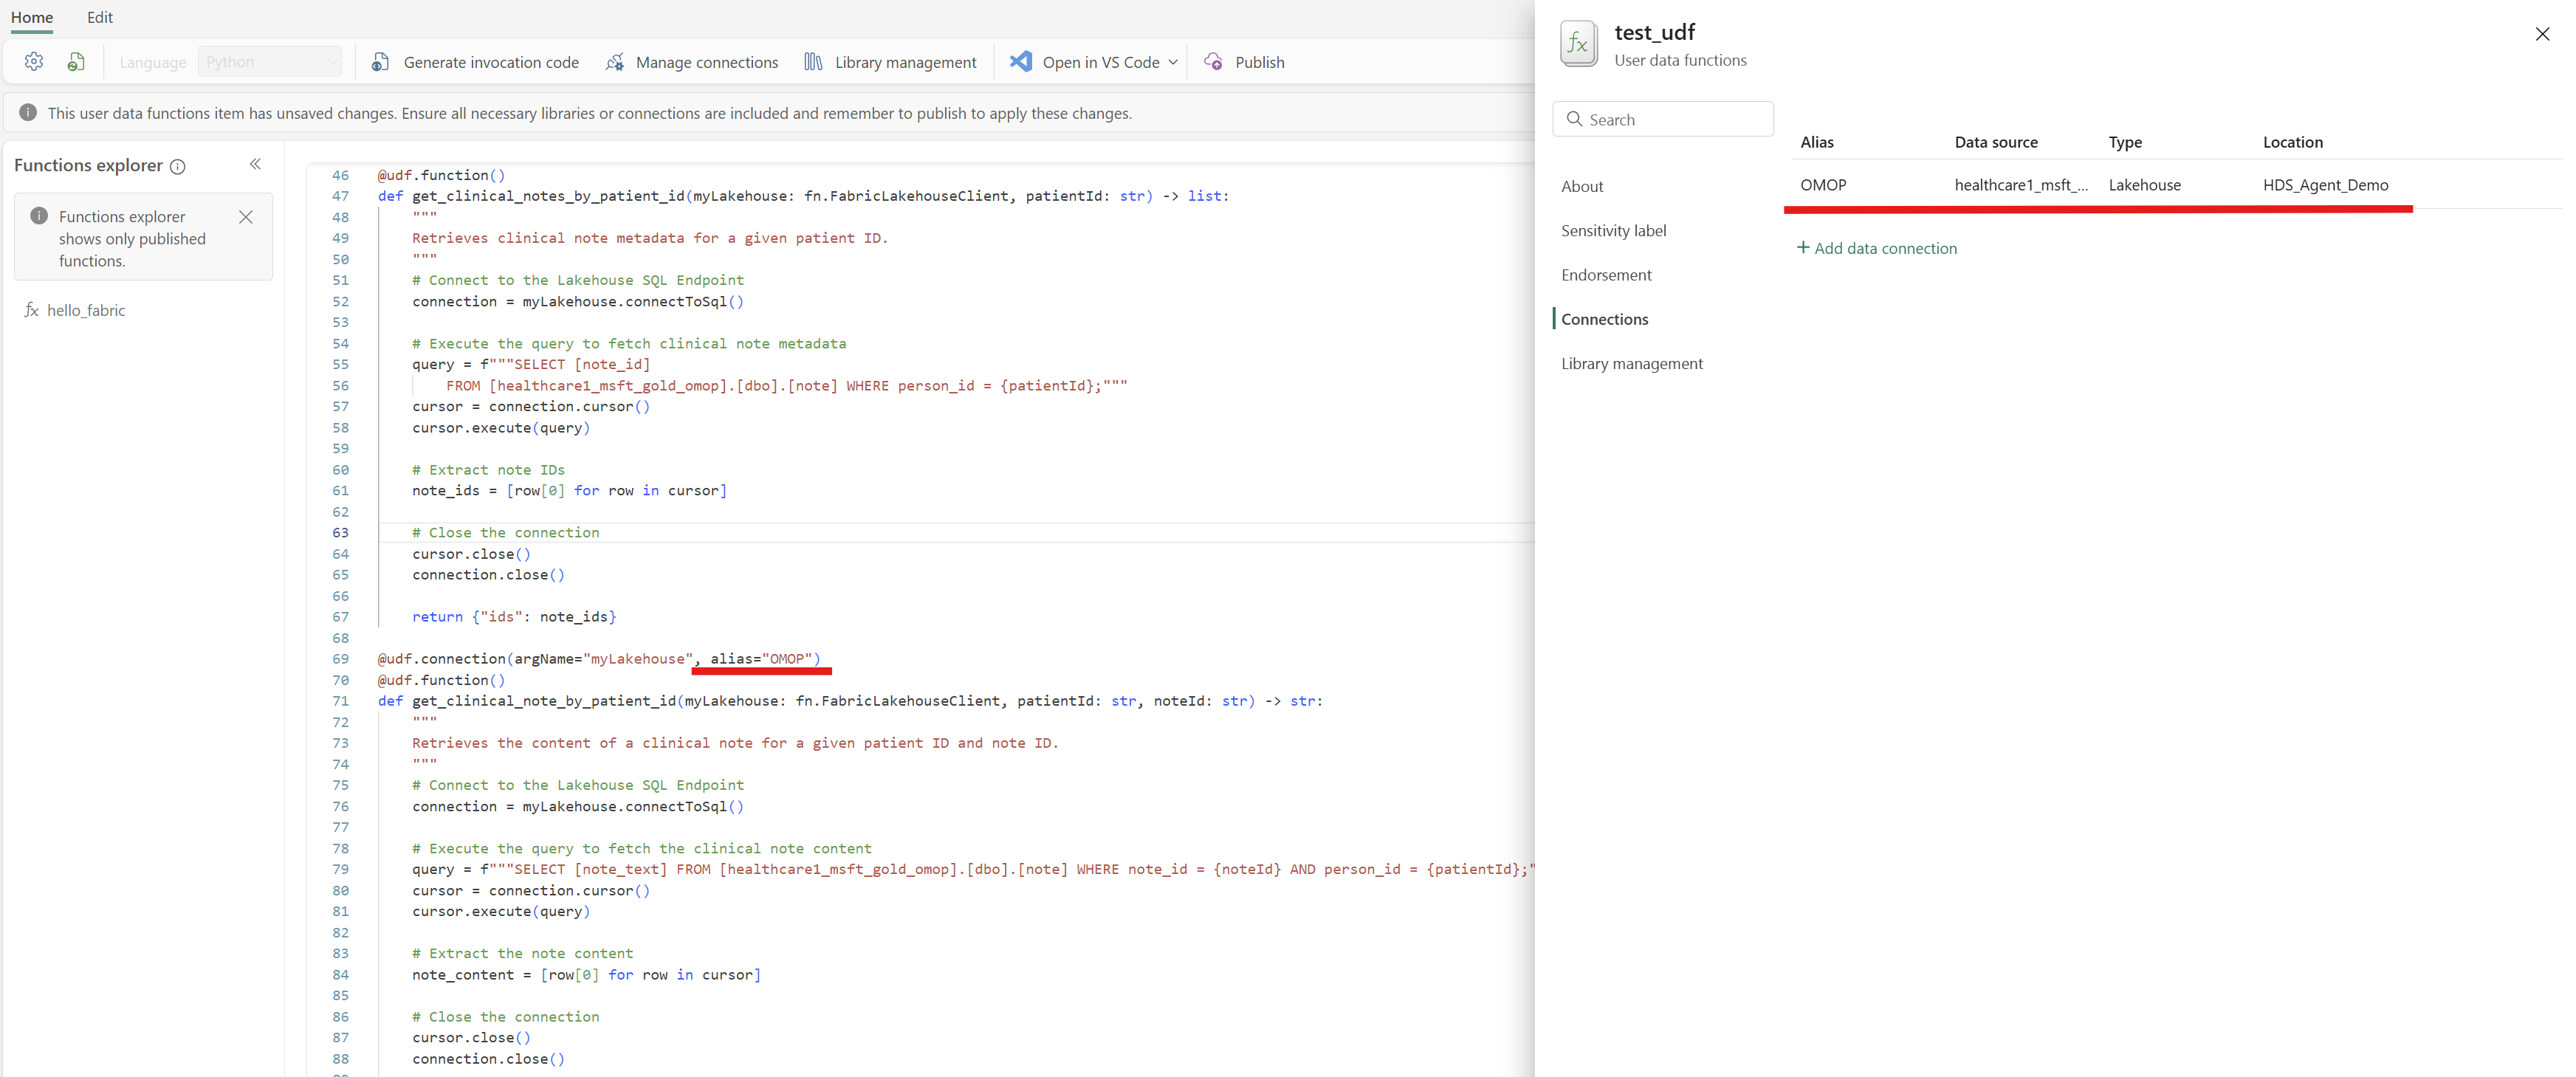 Home Edit
Language Python Generate invocation code Manage connections Library management Open in VS Code Publish
This user data functions item has unsaved changes. Ensure all necessary libraries or connections are included and remember to publish to apply these changes.
Functions explorer
Functions explorer
shows only published
functions.
fx hello_fabric
46 @udf.function()
47 def get_clinical_notes_by_patient_id(myLakehouse: fn.FabricLakehouseClient, patientId: str) -> list:
48 """
49 Retrieves clinical note metadata for a given patient ID.
50 """
51 # Connect to the Lakehouse SQL Endpoint
52 connection = myLakehouse.connectToSql()
53
54 # Execute the query to fetch clinical note metadata
55 query = f"""SELECT [note_id]
56 FROM [healthcare1_msft_gold_omop].[dbo].[note] WHERE person_id = {patientId};"""
57 cursor = connection.cursor()
58 cursor.execute(query)
59
60 # Extract note IDs
61 note_ids = [row[0] for row in cursor]
62
63 # Close the connection
64 cursor.close()
65 connection.close()
66
67 return {"ids": note_ids}
68
69 @udf.connection(argName="myLakehouse", alias="OMOP")
70 @udf.function()
71 def get_clinical_note_by_patient_id(myLakehouse: fn.FabricLakehouseClient, patientId: str, noteId: str) -> str:
72 """
73 Retrieves the content of a clinical note for a given patient ID and note ID.
74 """
75 # Connect to the Lakehouse SQL Endpoint
76 connection = myLakehouse.connectToSql()
77
78 # Execute the query to fetch the clinical note content
79 query = f"""SELECT [note_text] FROM [healthcare1_msft_gold_omop].[dbo].[note] WHERE note_id = {noteId} AND person_id = {patientId};"
80 cursor = connection.cursor()
81 cursor.execute(query)
82
83 # Extract the note content
84 note_content = [row[0] for row in cursor]
85
86 # Close the connection
87 cursor.close()
88 connection.close()
fx test_udf
User data functions
Search
About
Sensitivity label
Endorsement
Connections
Library management
Alias Data source Type Location
OMOP healthcare1_msft_... Lakehouse HDS_Agent_Demo
+ Add data connection